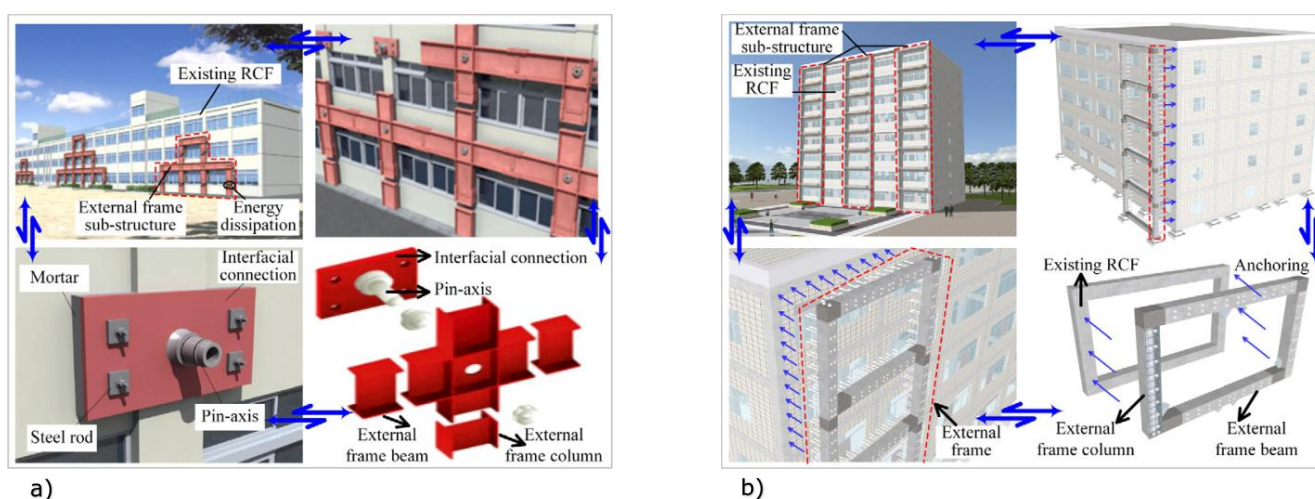 Existing RCF
External frame
sub-structure
Energy
dissipation
Mortar
Interfacial
connection
Pin-axis
Steel rod
Interfacial connection
Pin-axis
External
frame beam
External
frame column
a)
External frame
sub-structure
Existing
RCF
External
frame
Existing RCF
Anchoring
External
frame column
External
frame beam
b)